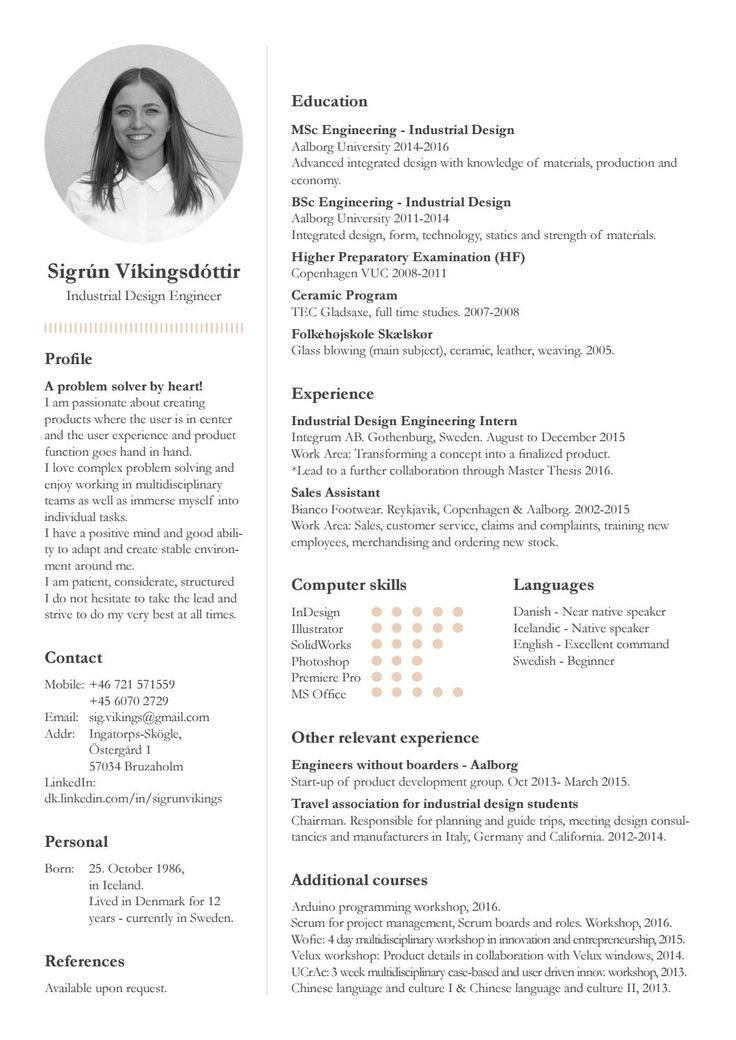 Sigrún Víkingsdóttir
Industrial Design Engineer
Profile
A problem solver by heart!
I am passionate about creating
products where the user is in center
and the user experience and product
function goes hand in hand.
I love complex problem solving and
enjoy working in multidisciplinary
teams as well as immerse myself into
individual tasks.
I have a positive mind and good abili-
ty to adapt and create stable environ-
ment around me.
I am patient, considerate, structured
I do not hesitate to take the lead and
strive to do my very best at all times.
Contact
Mobile: +46 721 571559
+45 6070 2729
Email: sig.vikings@gmail.com
Addr: Ingatorps-Skögle,
Östergård 1
57034 Bruzaholm
LinkedIn:
dk.linkedin.com/in/sigrunvikings
Personal
Born: 25. October 1986,
in Iceland.
Lived in Denmark for 12
years - currently in Sweden.
References
Available upon request.
Education
MSc Engineering - Industrial Design
Aalborg University 2014-2016
Advanced integrated design with knowledge of materials, production and
economy.
BSc Engineering - Industrial Design
Aalborg University 2011-2014
Integrated design, form, technology, statics and strength of materials.
Higher Preparatory Examination (HF)
Copenhagen VUC 2008-2011
Ceramic Program
TEC Gladsaxe, full time studies. 2007-2008
Folkehøjskole Skælskør
Glass blowing (main subject), ceramic, leather, weaving. 2005.
Experience
Industrial Design Engineering Intern
Integrum AB. Gothenburg, Sweden. August to December 2015
Work Area: Transforming a concept into a finalized product.
*Lead to a further collaboration through Master Thesis 2016.
Sales Assistant
Bianco Footwear. Reykjavik, Copenhagen & Aalborg. 2002-2015
Work Area: Sales, customer service, claims and complaints, training new
employees, merchandising and ordering new stock.
Computer skills
InDesign
Illustrator
SolidWorks
Photoshop
Premiere Pro
MS Office
Languages
Danish - Near native speaker
Icelandic - Native speaker
English - Excellent command
Swedish - Beginner
Other relevant experience
Engineers without boarders - Aalborg
Start-up of product development group. Oct 2013- March 2015.
Travel association for industrial design students
Chairman. Responsible for planning and guide trips, meeting design consul-
tancies and manufacturers in Italy, Germany and California. 2012-2014.
Additional courses
Arduino programming workshop, 2016.
Scrum for project management, Scrum boards and roles. Workshop, 2016.
Wofie: 4 day multidisciplinary workshop in innovation and entrepreneurship, 2015.
Velux workshop: Product details in collaboration with Velux windows, 2014.
UCrAc: 3 week multidisciplinary case-based and user driven innov. workshop, 2013.
Chinese language and culture I & Chinese language and culture II, 2013.